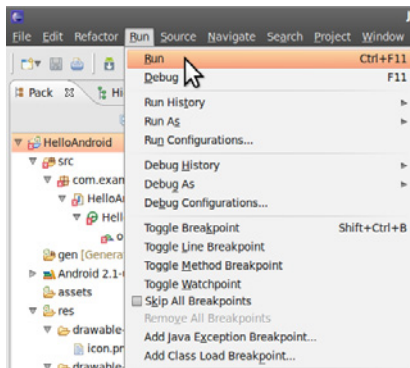 File Edit Refactor Run Source Navigate Search Project Window
Run Ctrl+F11
Debug F11
Run History
Run As
Run Configurations...
Debug History
Debug As
Debug Configurations...
Toggle Breakpoint Shift+Ctrl+B
Toggle Line Breakpoint
Toggle Method Breakpoint
Toggle Watchpoint
Skip All Breakpoints
Remove All Breakpoints
Add Java Exception Breakpoint...
Add Class Load Breakpoint...
Pack Hi
HelloAndroid
src
com.exan
HelloA
Hell
o
gen [Genera
Android 2.1-
assets
res
drawable-
icon.pr
drawable-